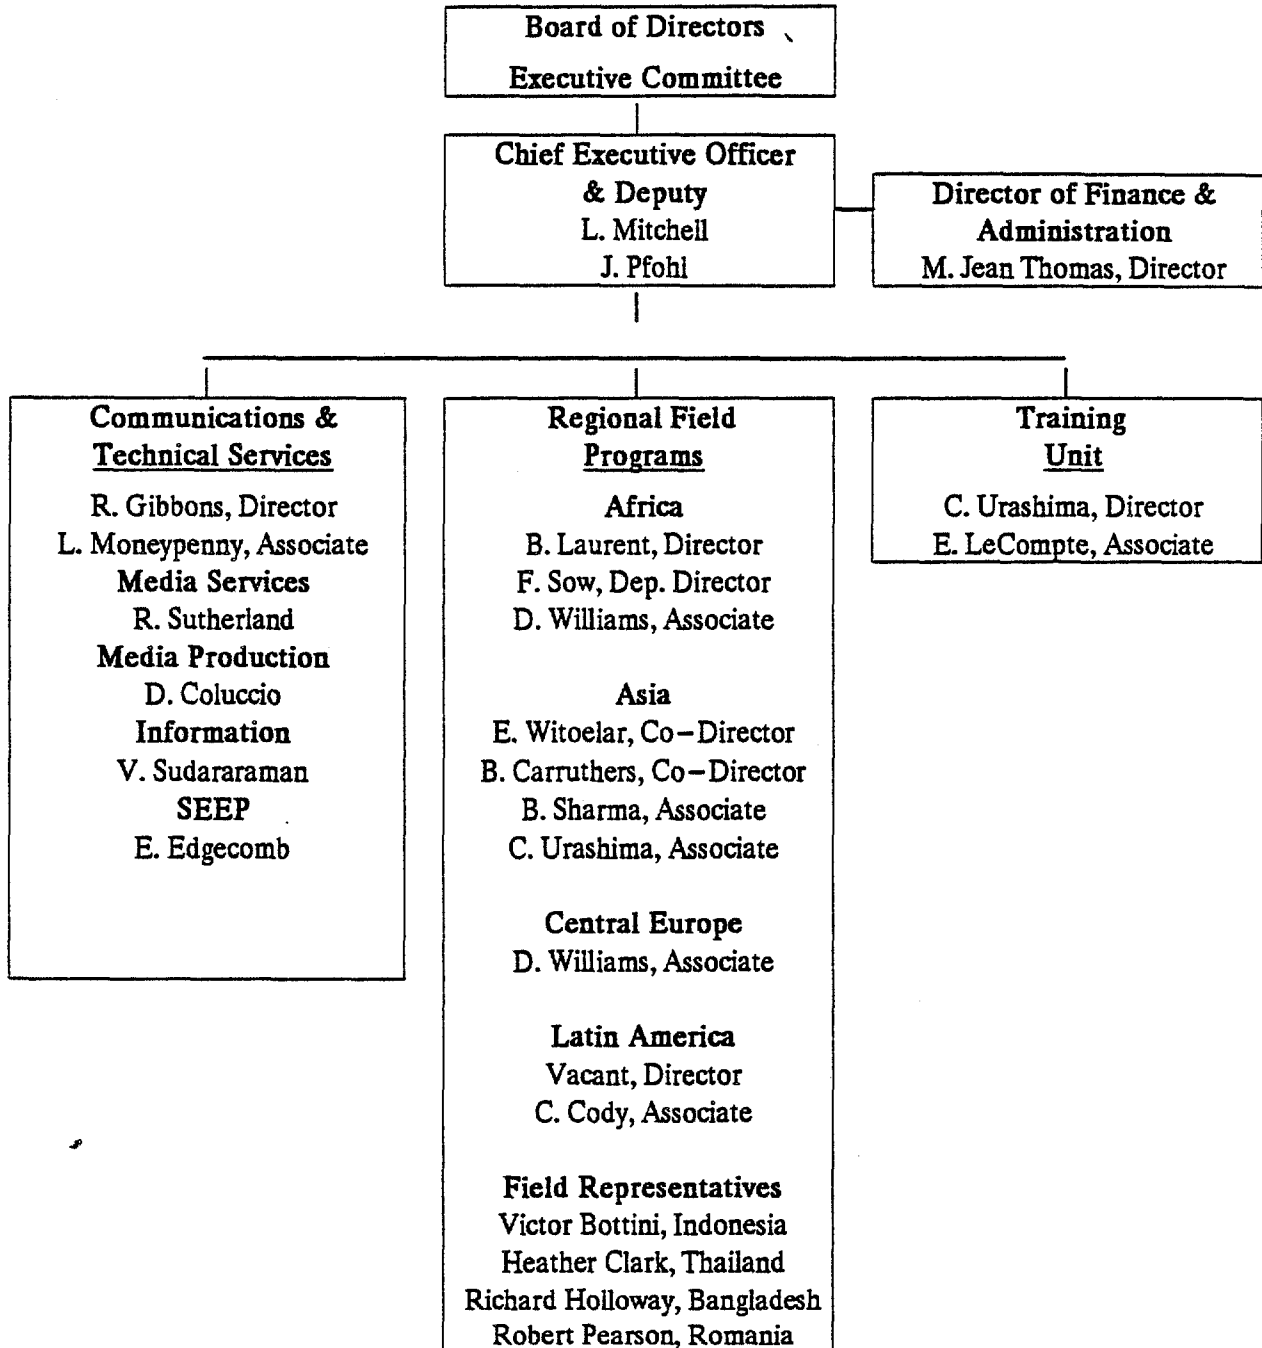 Board of Directors
Executive Committee
Chief Executive Officer
& Deputy
L. Mitchell
J. Pfohl
Director of Finance &
Administration
M. Jean Thomas, Director
Communications &
Technical Services
R. Gibbons, Director
L. Moneypenny, Associate
Media Services
R. Sutherland
Media Production
D. Coluccio
Information
V. Sudararaman
SEEP
E. Edgecomb
Regional Field
Programs
Africa
B. Laurent, Director
F. Sow, Dep. Director
D. Williams, Associate
Asia
E. Witoelar, Co-Director
B. Carruthers, Co-Director
B. Sharma, Associate
C. Urashima, Associate
Central Europe
D. Williams, Associate
Latin America
Vacant, Director
C. Cody, Associate
Field Representatives
Victor Bottini, Indonesia
Heather Clark, Thailand
Richard Holloway, Bangladesh
Robert Pearson, Romania
Training
Unit
C. Urashima, Director
E. LeCompte, Associate